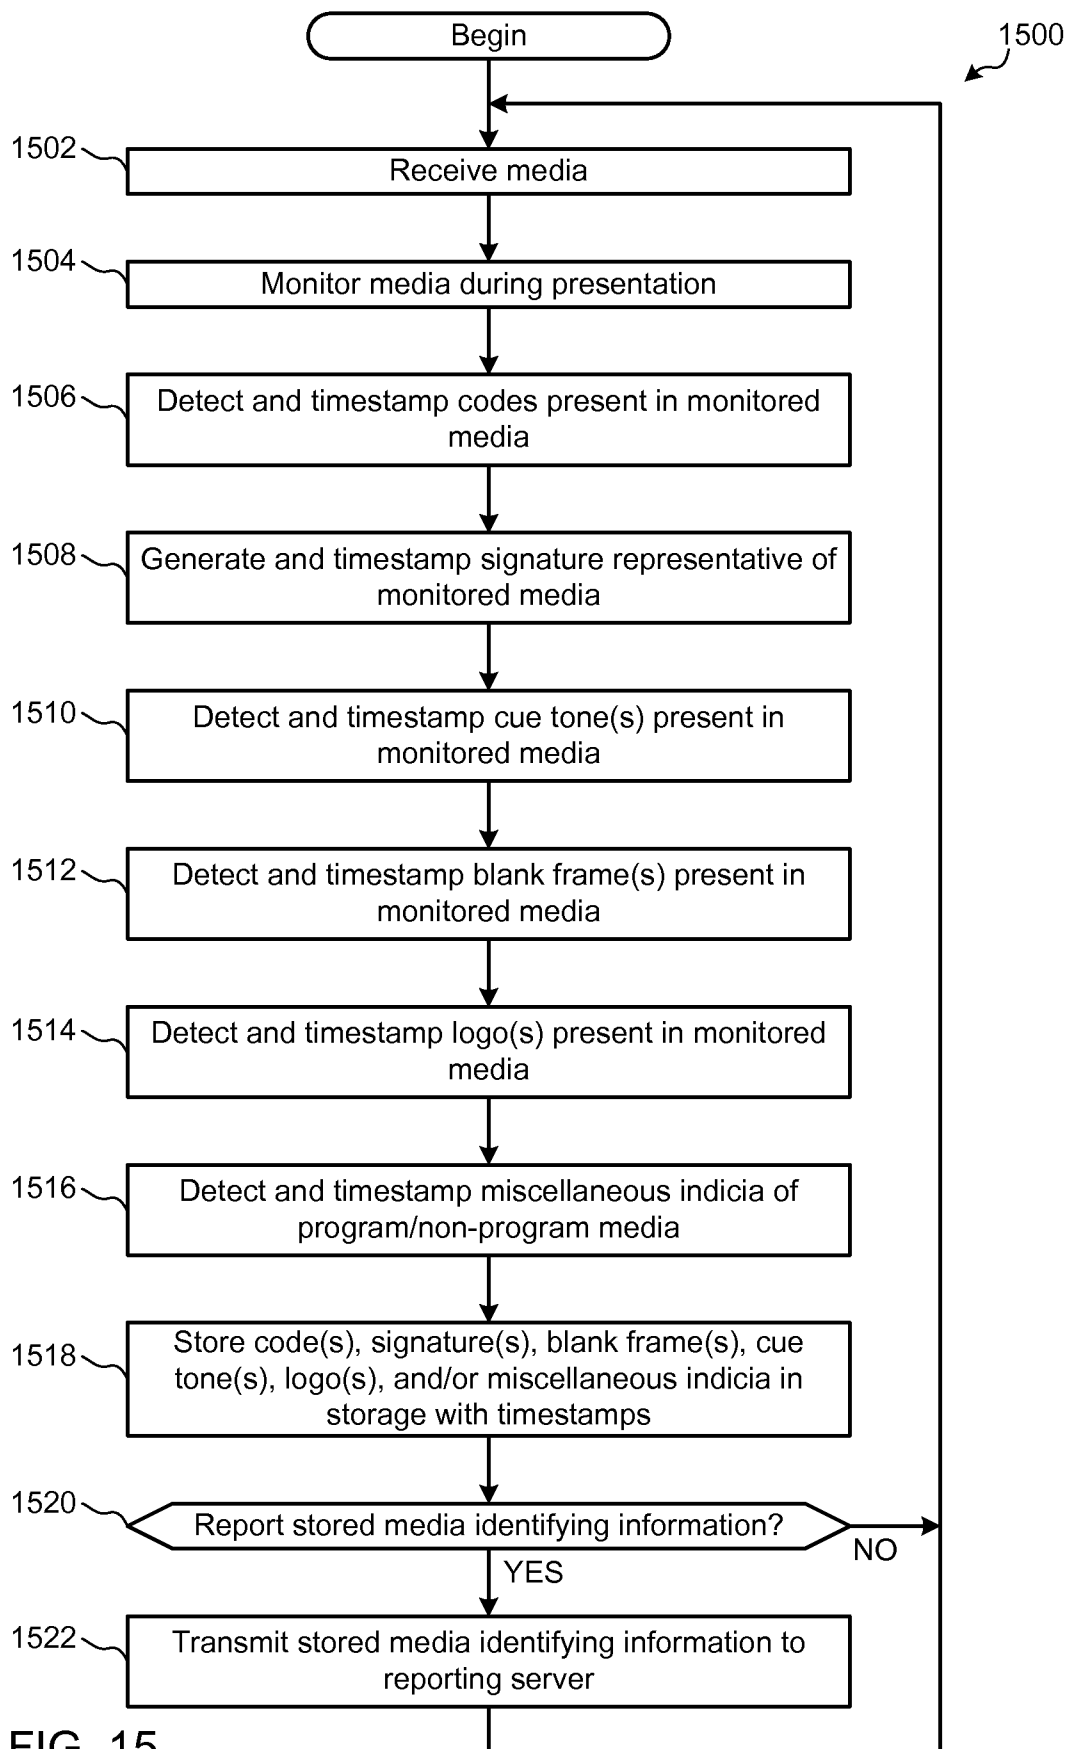 Begin
1500
1502
Receive media
1504
Monitor media during presentation
1506
Detect and timestamp codes present in monitored
media
1508
Generate and timestamp signature representative of
monitored media
1510
Detect and timestamp cue tone(s) present in
monitored media
1512
Detect and timestamp blank frame(s) present in
monitored media
1514
Detect and timestamp logo(s) present in monitored
media
1516
Detect and timestamp miscellaneous indicia of
program/non-program media
1518
Store code(s), signature(s), blank frame(s), cue
tone(s), logo(s), and/or miscellaneous indicia in
storage with timestamps
1520
Report stored media identifying information?
NO
YES
1522
Transmit stored media identifying information to
reporting server
FIG. 15